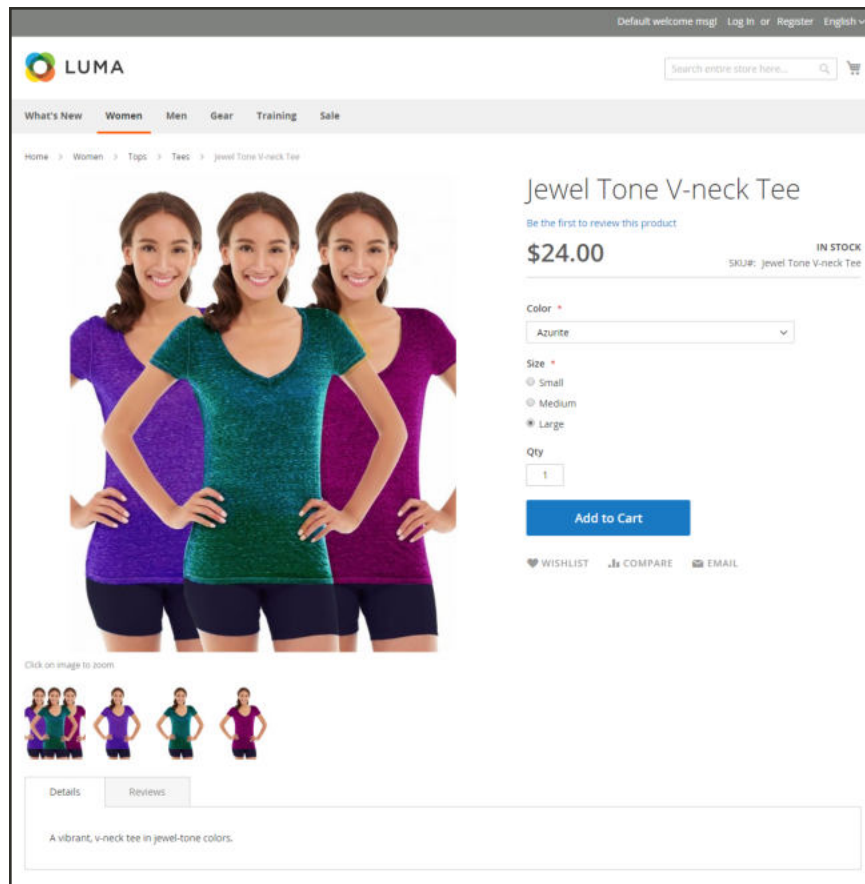 Default welcome msg! Log In or Register English
LUMA
Search entire store here...
What's New Women Men Gear Training Sale
Home > Women > Tops > Tees > Jewel Tone V-neck Tee
Jewel Tone V-neck Tee
Be the first to review this product
$24.00
IN STOCK
SKU#: Jewel Tone V-neck Tee
Color *
Azurite
Size *
Small
Medium
Large
Qty
1
Add to Cart
WISHLIST COMPARE EMAIL
Click on image to zoom
Details Reviews
A vibrant, v-neck tee in jewel-tone colors.